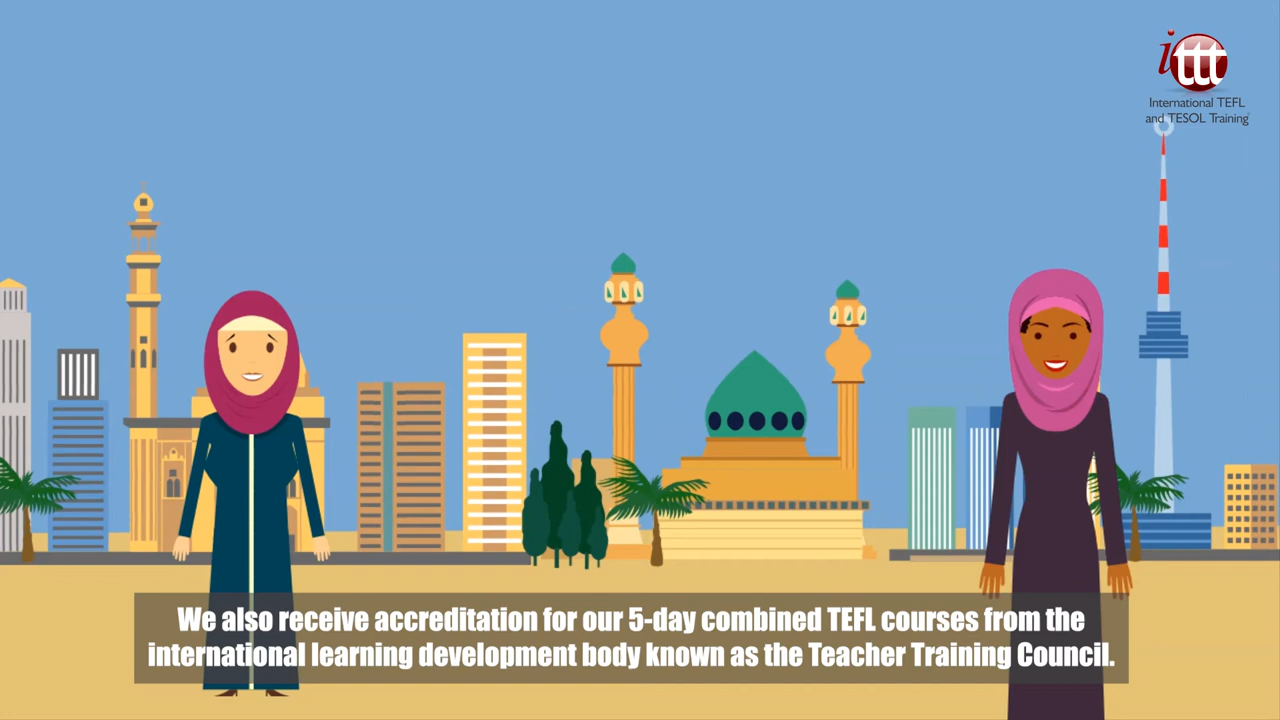 ittt
International TEFL
and TESOL Training
We also receive accreditation for our 5-day combined TEFL courses from the
international learning development body known as the Teacher Training Council.